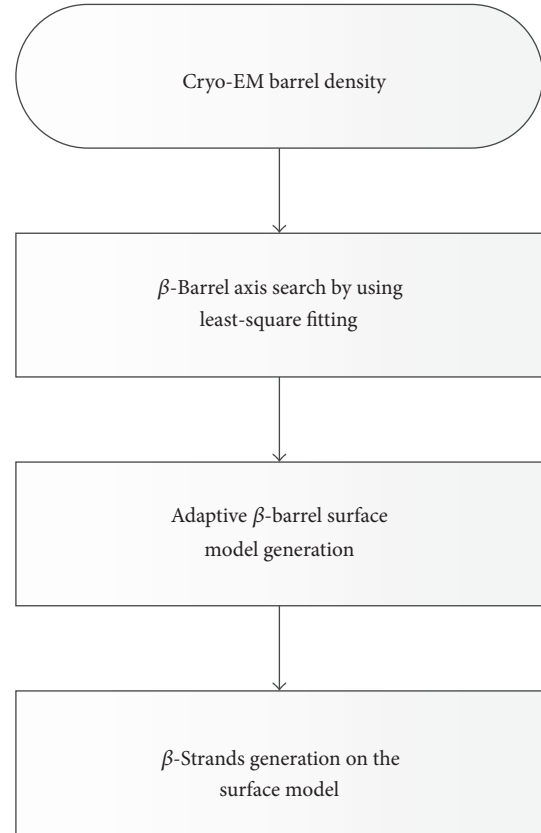 Cryo-EM barrel density
β-Barrel axis search by using
least-square fitting
Adaptive β-barrel surface
model generation
β-Strands generation on the
surface model